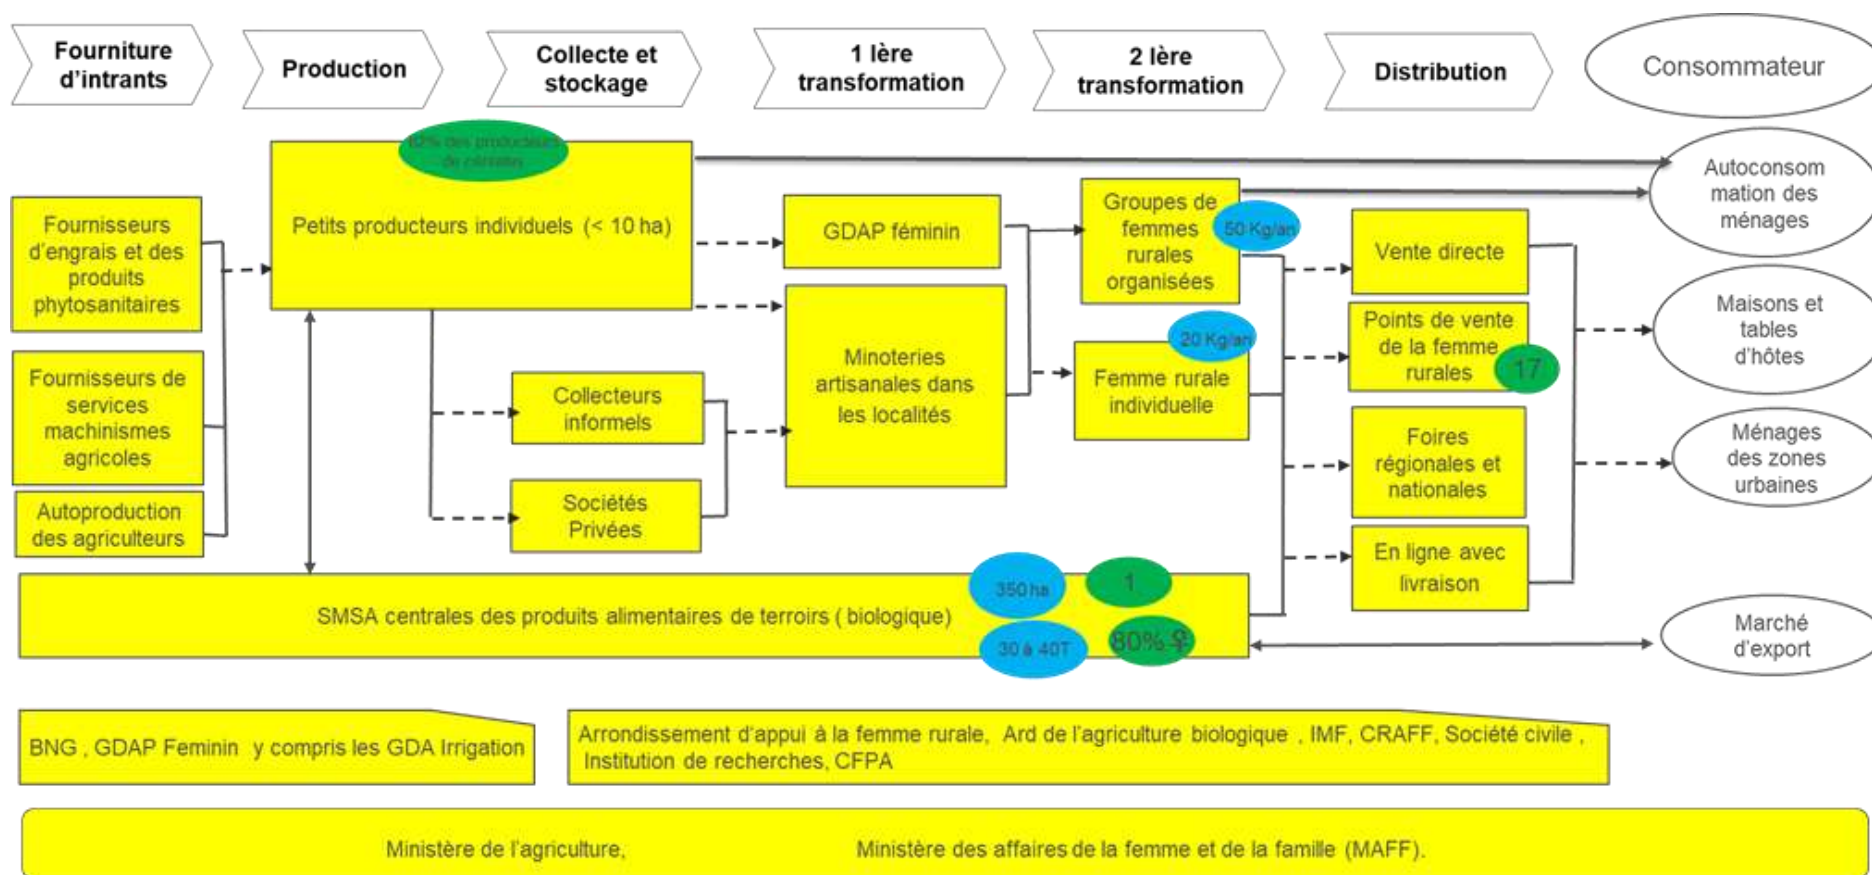 Fourniture
d'intrants
Production
Collecte et
stockage
1 lère
transformation
2 lère
transformation
Distribution
Consommateur
82% des producteurs
de céréales
Petits producteurs individuels (< 10 ha)
Fournisseurs
d'engrais et des
produits
phytosanitaires
Fournisseurs de
services
machinismes
agricoles
Autoproduction
des agriculteurs
Collecteurs
informels
Sociétés
Privées
GDAP féminin
Minoteries
artisanales dans
les localités
Groupes de
femmes
rurales
organisées
50 Kg/an
20 Kg/an
Femme rurale
individuelle
Vente directe
Points de vente
de la femme
rurales
17
Foires
régionales et
nationales
En ligne avec
livraison
Autoconsom
mation des
ménages
Maisons et
tables
d'hôtes
Ménages
des zones
urbaines
Marché
d'export
SMSA centrales des produits alimentaires de terroirs ( biologique)
350 ha
1
30 à 40T
80% ♀
BNG , GDAP Feminin y compris les GDA Irrigation
Arrondissement d'appui à la femme rurale, Ard de l'agriculture biologique , IMF, CRAFF, Société civile ,
Institution de recherches, CFPA
Ministère de l'agriculture, Ministère des affaires de la femme et de la famille (MAFF).